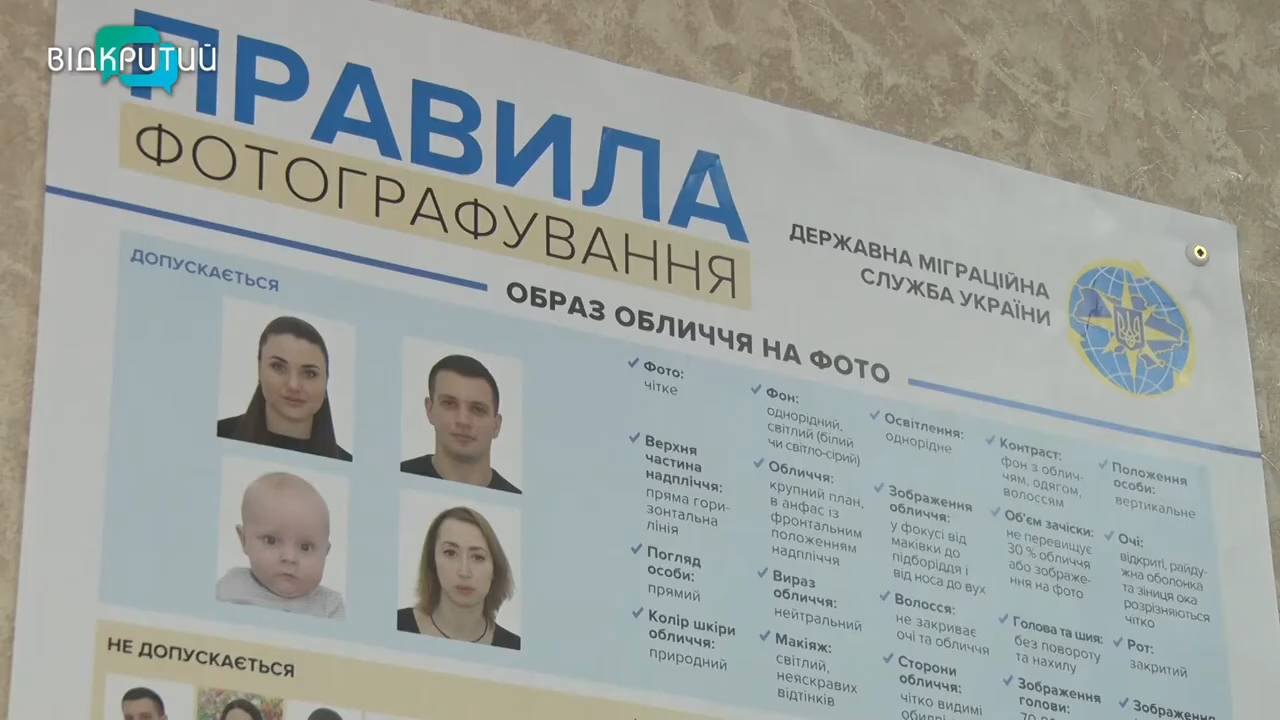 ВІДКРИТИЙ
ПРАВИЛА
ФОТОГРАФУВАННЯ
ДЕРЖАВНА МІГРАЦІЙНА
СЛУЖБА УКРАЇНИ
ОБРАЗ ОБЛИЧЧЯ НА ФОТО
ДОПУСКАЄТЬСЯ
Фото:
чітке
Верхня
частина
надпліччя:
пряма гори-
зонтальна
лінія
Погляд
особи:
прямий
Колір шкіри
обличчя:
природний
Фон:
однорідний,
світлий (білий
чи світло-сірий)
Обличчя:
крупний план,
в анфас із
фронтальним
положенням
надпліччя
Вираз
обличчя:
нейтральний
Макіяж:
світлий,
неяскравих
відтінків
Освітлення:
однорідне
Зображення
обличчя:
у фокусі від
маківки до
підборіддя і
від носа до вух
Волосся:
не закриває
очі та обличчя
Сторони
обличчя:
чітко видимі
Контраст:
фон з облич-
чям, одягом,
волоссям
Об'єм зачіски:
не перевищує
30 % обличчя
або зображе-
ння на фото
Голова та шия:
без повороту
та нахилу
Зображення
голови:
Положення
особи:
вертикальне
Очі:
відкриті, райду-
жна оболонка
та зіниця ока
розрізняються
чітко
Рот:
закритий
Зображення
НЕ ДОПУСКАЄТЬСЯ